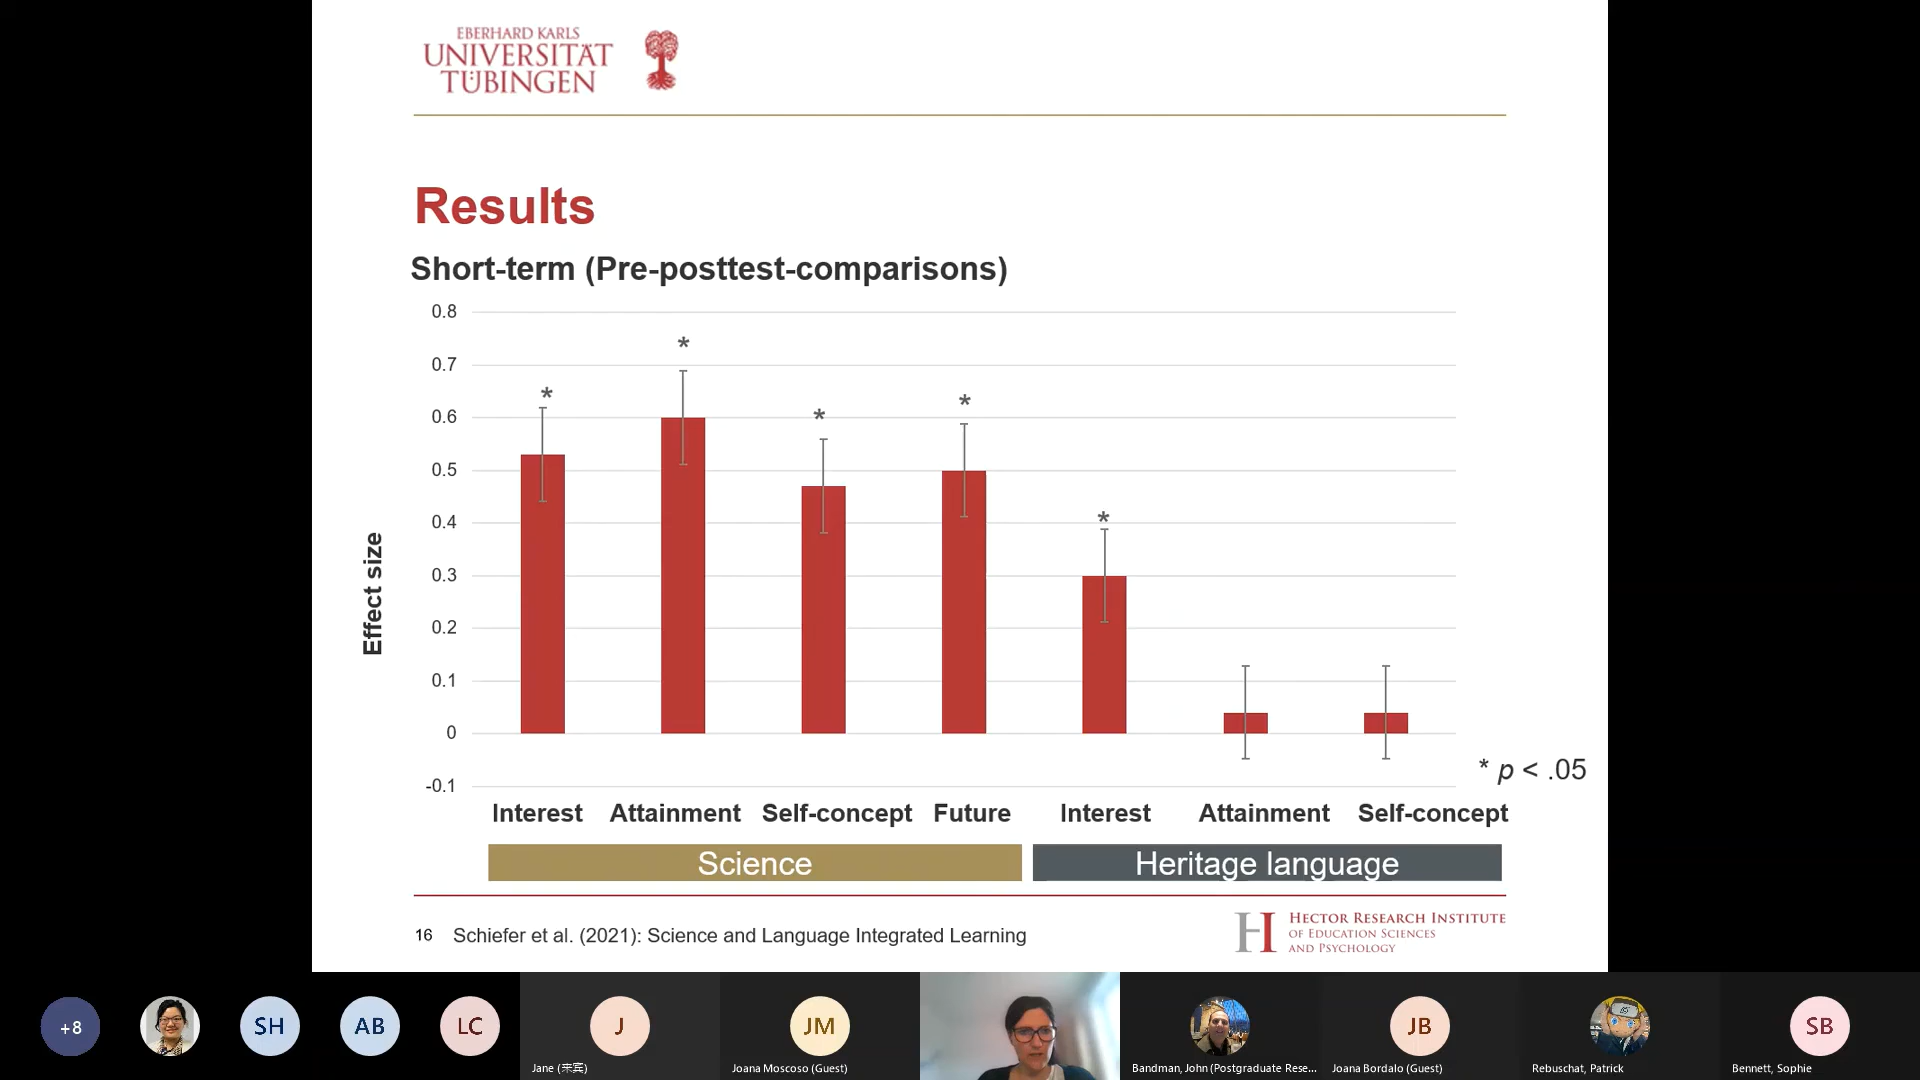 EBERHARD KARLS
UNIVERSITÄT
TÜBINGEN
Results
Short-term (Pre-posttest-comparisons)
0.8
0.7
0.6
0.5
0.4
0.3
0.2
0.1
0
-0.1
Effect size
*
*
*
*
*
* p < .05
Interest Attainment Self-concept Future Interest Attainment Self-concept
Science Heritage language
16 Schiefer et al. (2021): Science and Language Integrated Learning
H HECTOR RESEARCH INSTITUTE
OF EDUCATION SCIENCES
AND PSYCHOLOGY
+8 SH AB LC J JM JB SB
Jane (来宾) Joana Moscoso (Guest) Bandman, John (Postgraduate Rese... Joana Bordalo (Guest) Rebuschat, Patrick Bennett, Sophie